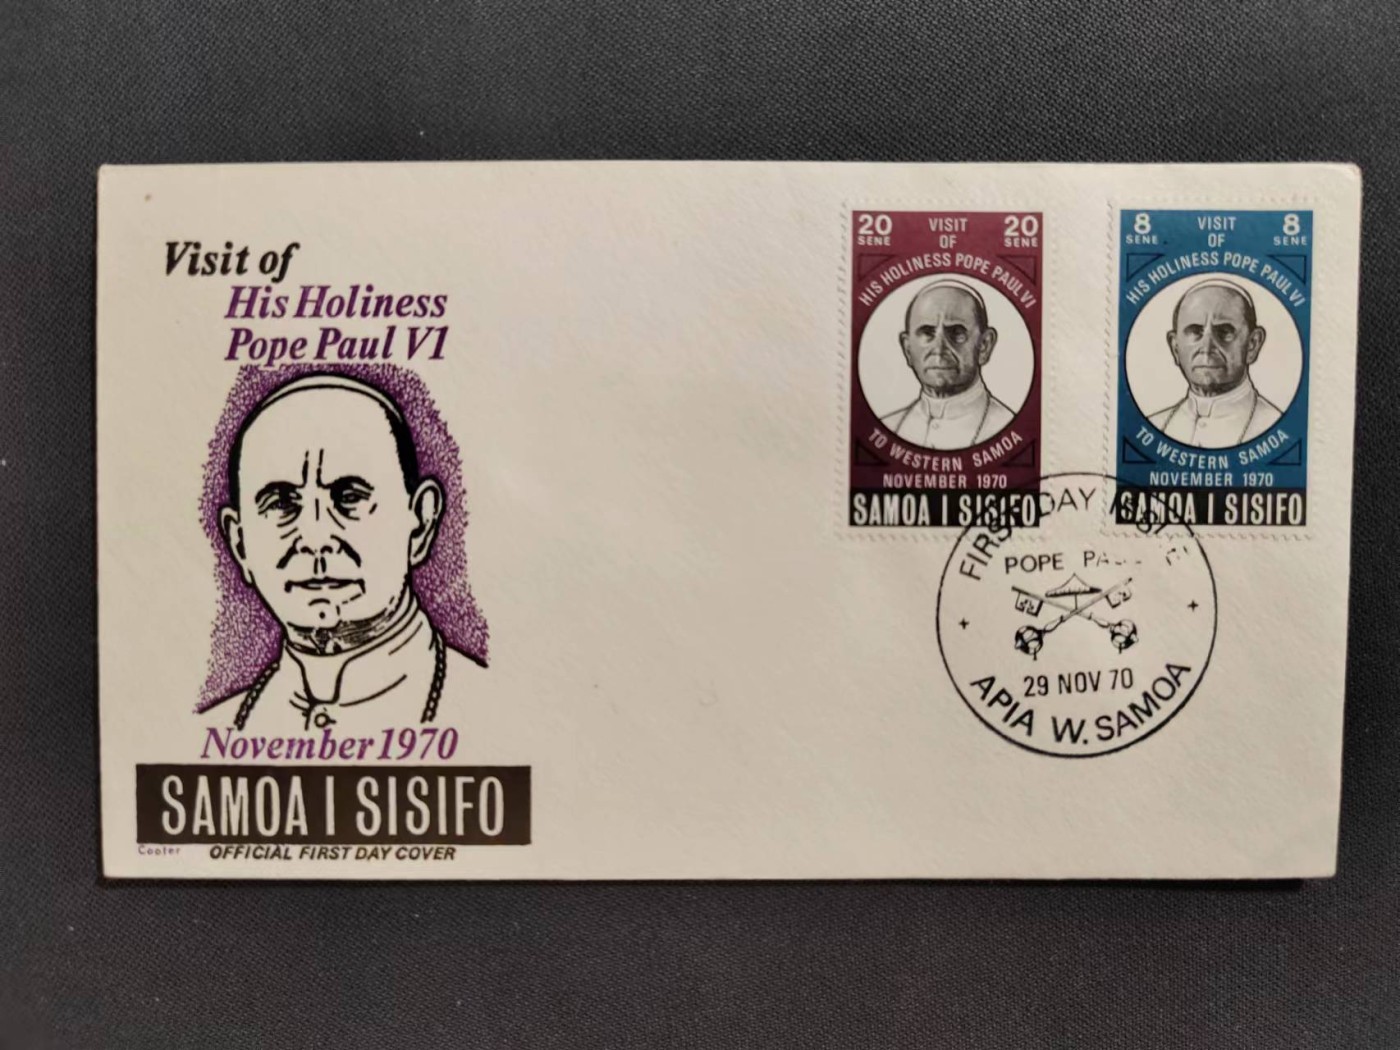 Visit of
His Holiness
Pope Paul V1
November 1970
SAMOA I SISIFO
Cooter
OFFICIAL FIRST DAY COVER
20 VISIT 20
SENE OF SENE
HIS HOLINESS POPE PAUL VI
TO WESTERN SAMOA
NOVEMBER 1970
SAMOA I SISIFO
8 VISIT 8
SENE OF SENE
HIS HOLINESS POPE PAUL VI
TO WESTERN SAMOA
NOVEMBER 1970
SAMOA I SISIFO
FIRST DAY
POPE
29 NOV 70
APIA W. SAMOA